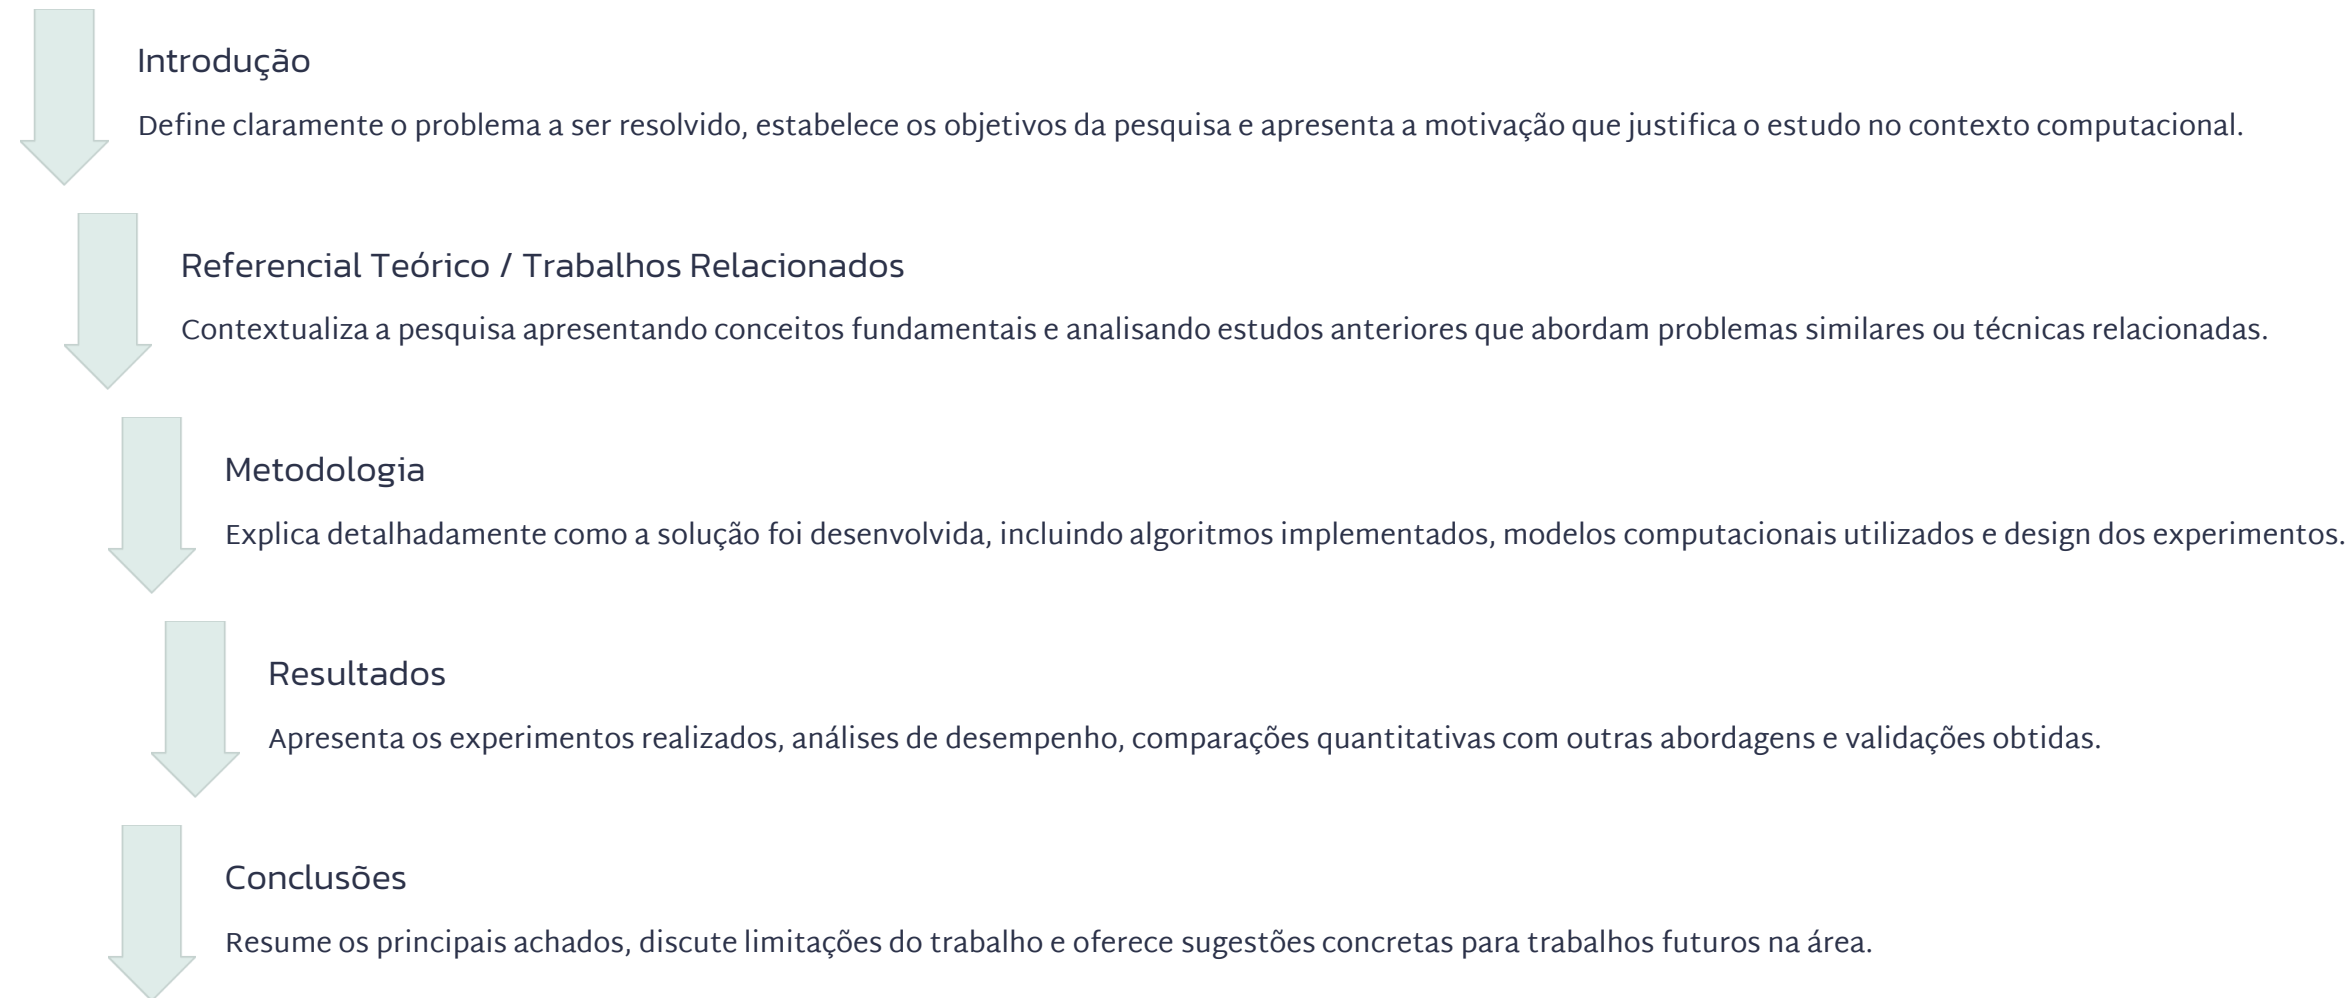 Introdução
Define claramente o problema a ser resolvido, estabelece os objetivos da pesquisa e apresenta a motivação que justifica o estudo no contexto computacional.
Referencial Teórico / Trabalhos Relacionados
Contextualiza a pesquisa apresentando conceitos fundamentais e analisando estudos anteriores que abordam problemas similares ou técnicas relacionadas.
Metodologia
Explica detalhadamente como a solução foi desenvolvida, incluindo algoritmos implementados, modelos computacionais utilizados e design dos experimentos.
Resultados
Apresenta os experimentos realizados, análises de desempenho, comparações quantitativas com outras abordagens e validações obtidas.
Conclusões
Resume os principais achados, discute limitações do trabalho e oferece sugestões concretas para trabalhos futuros na área.